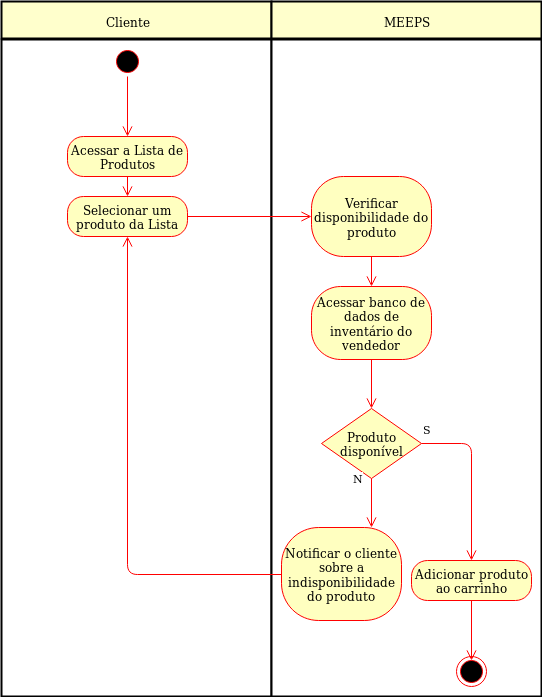 Cliente
MEEPS
Acessar a Lista de
Produtos
Selecionar um
produto da Lista
Verificar
disponibilidade do
produto
Acessar banco de
dados de
inventário do
vendedor
Produto
disponível
S
N
Notificar o cliente
sobre a
indisponibilidade
do produto
Adicionar produto
ao carrinho